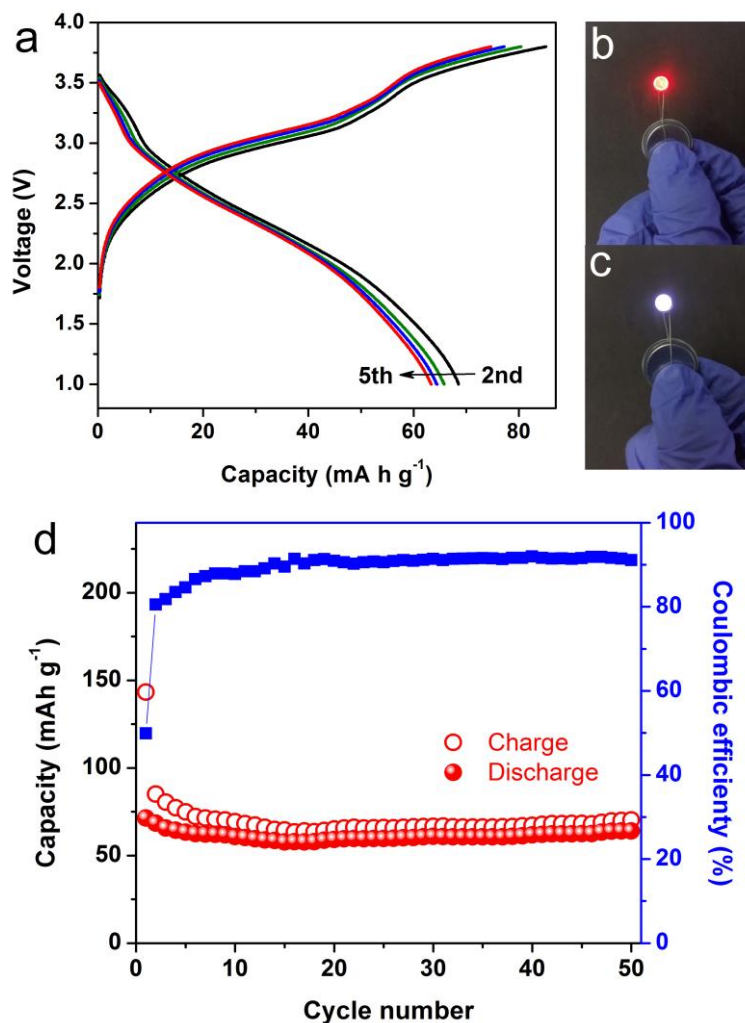 a
4.0
3.5
3.0
2.5
2.0
1.5
1.0
Voltage (V)
5th
2nd
0
20
40
60
80
Capacity (mA h g⁻¹)
b
c
d
200
150
100
50
0
Capacity (mAh g⁻¹)
Charge
Discharge
100
80
60
40
20
0
Coulombic efficienty (%)
0
10
20
30
40
50
Cycle number